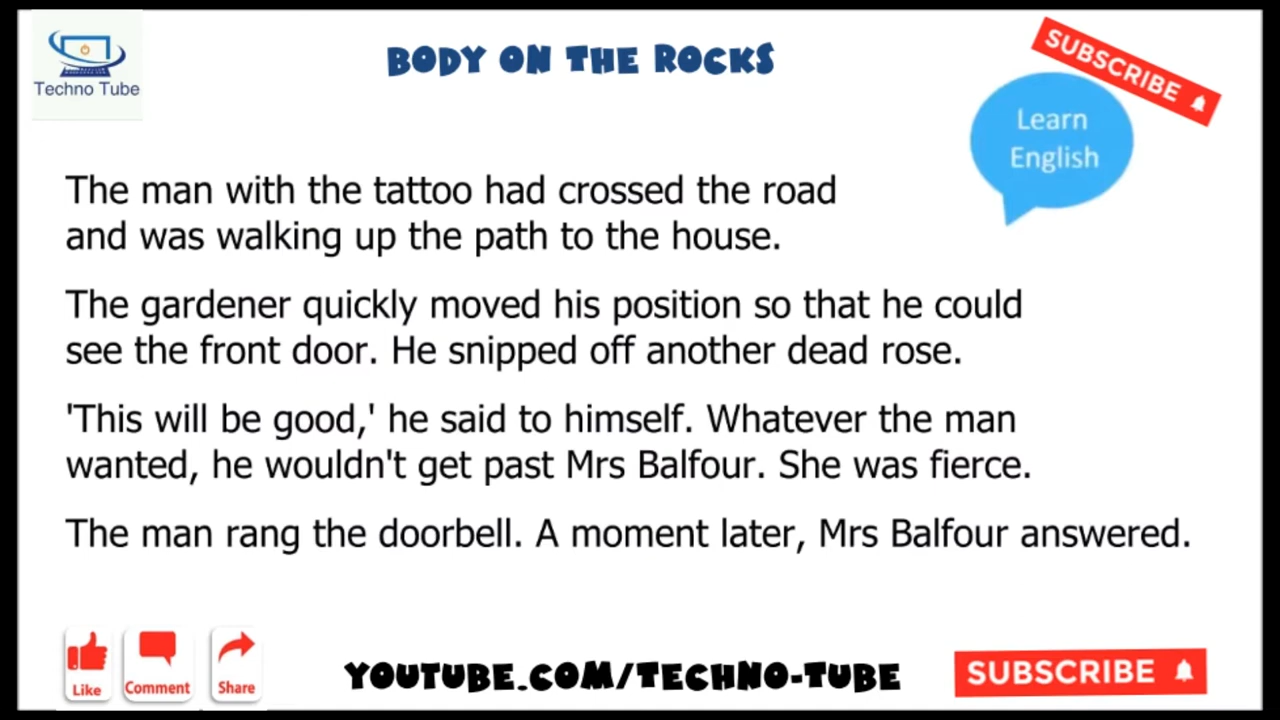 Techno Tube
BODY ON THE ROCKS
SUBSCRIBE
Learn
English
The man with the tattoo had crossed the road
and was walking up the path to the house.
The gardener quickly moved his position so that he could
see the front door. He snipped off another dead rose.
'This will be good,' he said to himself. Whatever the man
wanted, he wouldn't get past Mrs Balfour. She was fierce.
The man rang the doorbell. A moment later, Mrs Balfour answered.
Like
Comment
Share
YOUTUBE.COM/TECHNO-TUBE
SUBSCRIBE